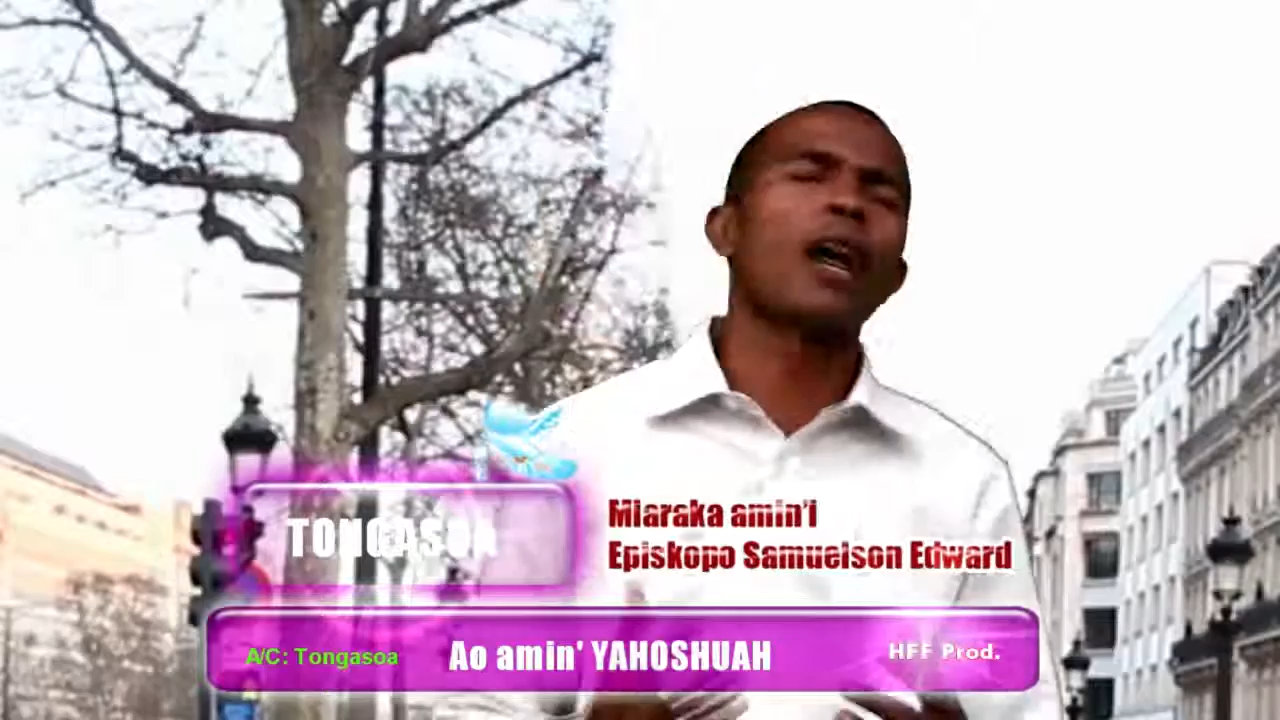 TONGASOA
Miaraka amin'i
Episkopo Samuelson Edward
A/C: Tongasoa
Ao amin' YAHOSHUAH
HFF Prod.